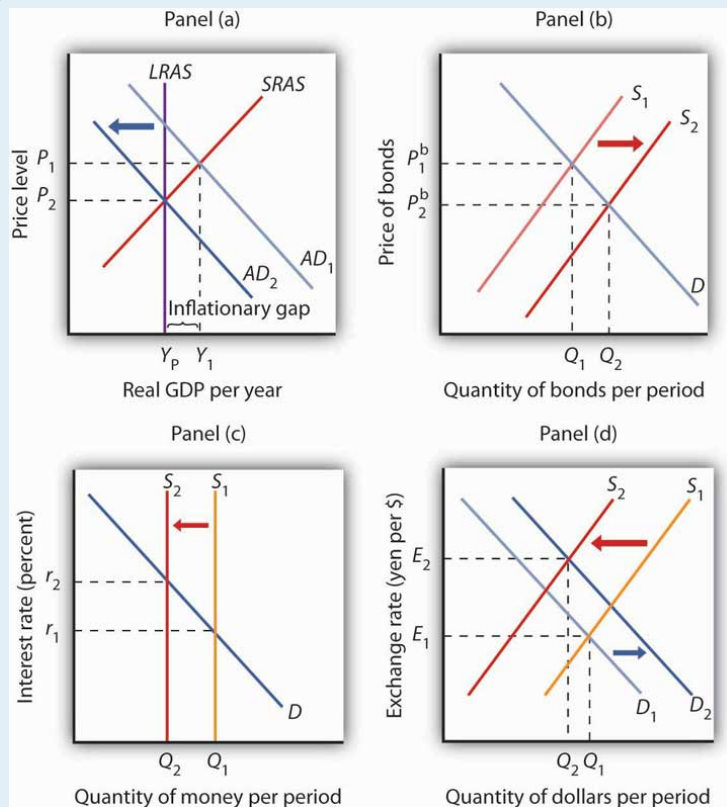 Panel (a)
LRAS
SRAS
P1
P2
Price level
AD1
AD2
Inflationary gap
YP Y1
Real GDP per year
Panel (b)
S1
S2
P1b
P2b
Price of bonds
D
Q1 Q2
Quantity of bonds per period
Panel (c)
S2 S1
r2
r1
Interest rate (percent)
D
Q2 Q1
Quantity of money per period
Panel (d)
S2 S1
E2
E1
Exchange rate (yen per $)
D1 D2
Q2 Q1
Quantity of dollars per period